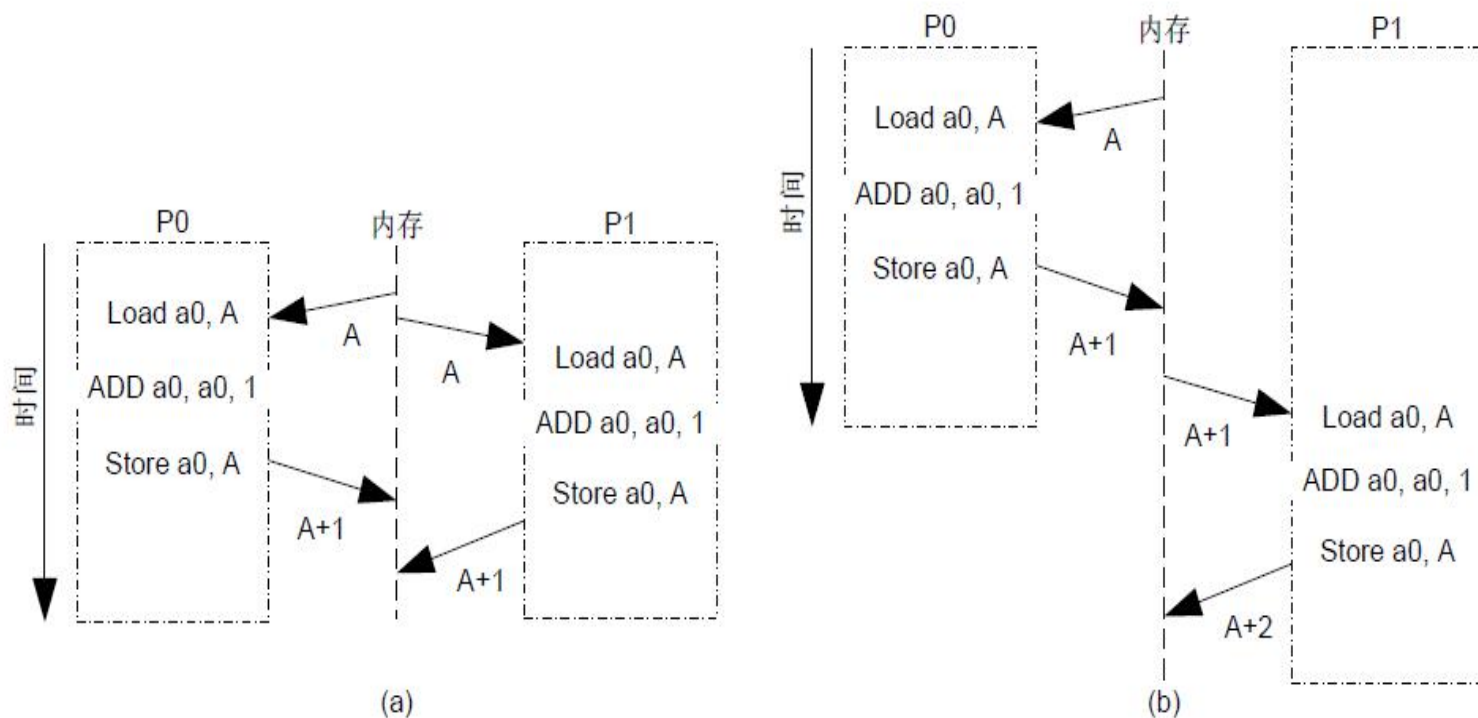 P0
内存
P1
时间
Load a0, A
A
A
Load a0, A
ADD a0, a0, 1
ADD a0, a0, 1
Store a0, A
Store a0, A
A+1
A+1
(a)
P0
内存
P1
时间
Load a0, A
A
ADD a0, a0, 1
Store a0, A
A+1
A+1
Load a0, A
ADD a0, a0, 1
Store a0, A
A+2
(b)